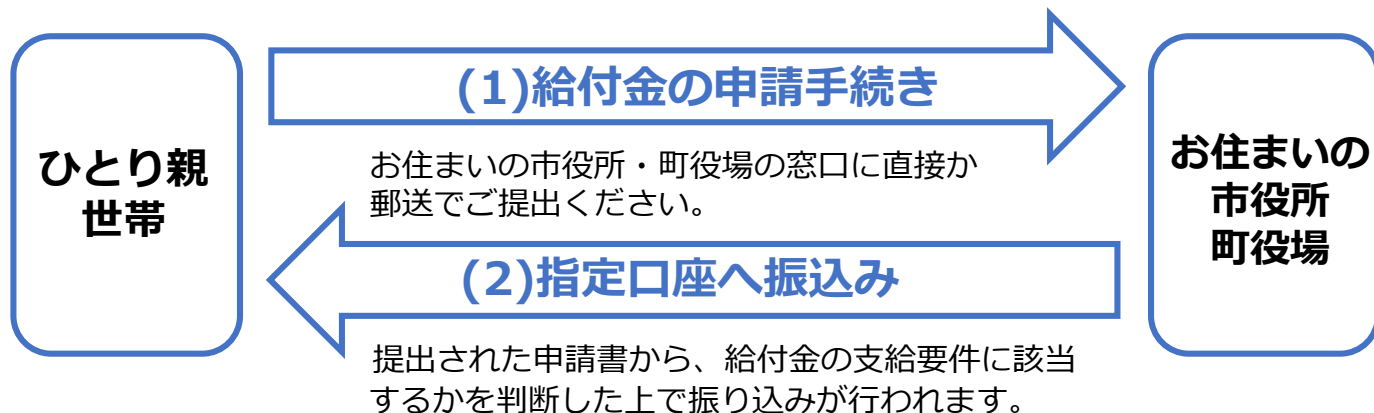 ひとり親
世帯
(1)給付金の申請手続き
お住まいの市役所・町役場の窓口に直接か
郵送でご提出ください。
(2)指定口座へ振込み
提出された申請書から、給付金の支給要件に該当
するかを判断した上で振り込みが行われます。
お住まいの
市役所
町役場